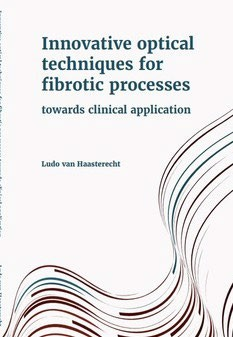 Innovative optical
techniques for
fibrotic processes
towards clinical application
Ludo van Haasterecht